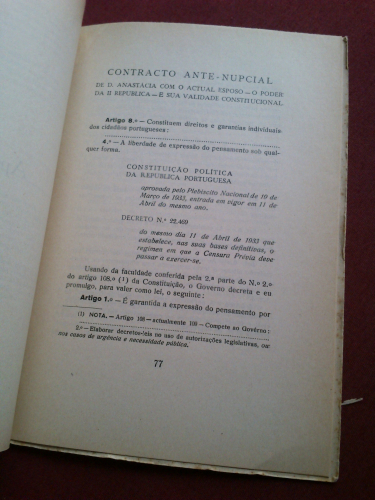 CONTRACTO ANTE-NUPCIAL
DE D. ANASTÁCIA COM O ACTUAL ESPOSO — O PODER
DA II REPÚBLICA — E SUA VALIDADE CONSTITUCIONAL
Artigo 8.º — Constituem direitos e garantias individuais
dos cidadãos portugueses:
4.º — A liberdade de expressão do pensamento sob qual-
quer forma.
CONSTITUIÇÃO POLÍTICA
DA REPÚBLICA PORTUGUESA
aprovada pelo Plebiscito Nacional de 19 de
Março de 1933, entrada em vigor em 11 de
Abril do mesmo ano.
DECRETO N.º 22.469
do mesmo dia 11 de Abril de 1933 que
estabelece, nas suas bases definitivas, o
regimen em que a Censura Prévia deve
passar a exercer-se.
Usando da faculdade conferida pela 2.ª parte do N.º 2.º
do artigo 108.º (1) da Constituição, o Governo decreta e eu
promulgo, para valer como lei, o seguinte:
Artigo 1.º — É garantida a expressão do pensamento por
(1) NOTA. — Artigo 108 — actualmente 109 — Compete ao Govêrno:
2.º — Elaborar decretos-leis no uso de autorizações legislativas, ou
nos casos de urgência e necessidade pública.
77